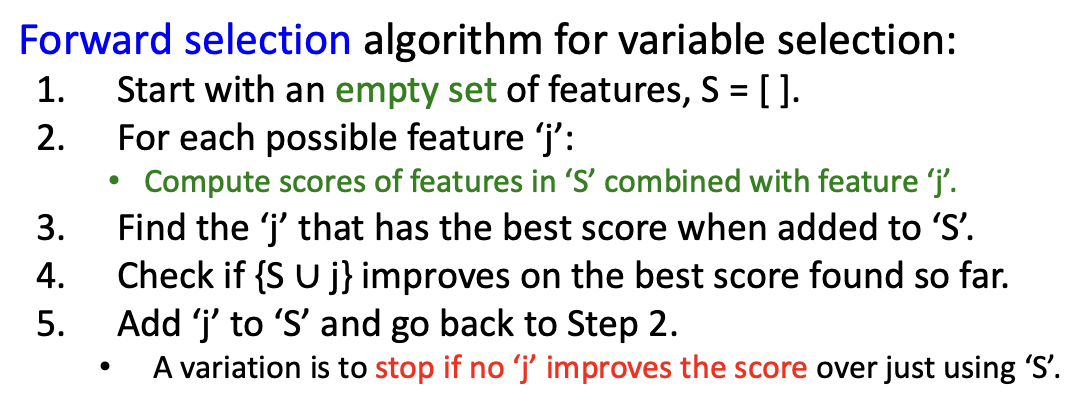 Forward selection algorithm for variable selection:
1. Start with an empty set of features, S = [ ].
2. For each possible feature ‘j’:
• Compute scores of features in ‘S’ combined with feature ‘j’.
3. Find the ‘j’ that has the best score when added to ‘S’.
4. Check if {S ∪ j} improves on the best score found so far.
5. Add ‘j’ to ‘S’ and go back to Step 2.
• A variation is to stop if no ‘j’ improves the score over just using ‘S’.